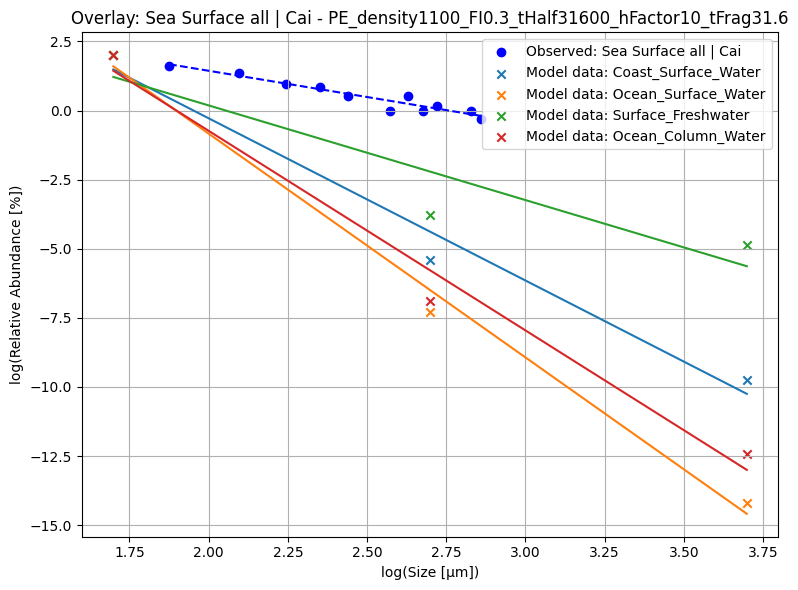 Overlay: Sea Surface all | Cai - PE_density1100_FI0.3_tHalf31600_hFactor10_tFrag31.6
Observed: Sea Surface all | Cai
Model data: Coast_Surface_Water
Model data: Ocean_Surface_Water
Model data: Surface_Freshwater
Model data: Ocean_Column_Water
log(Relative Abundance [%])
2.5
0.0
−2.5
−5.0
−7.5
−10.0
−12.5
−15.0
1.75 2.00 2.25 2.50 2.75 3.00 3.25 3.50 3.75
log(Size [μm])